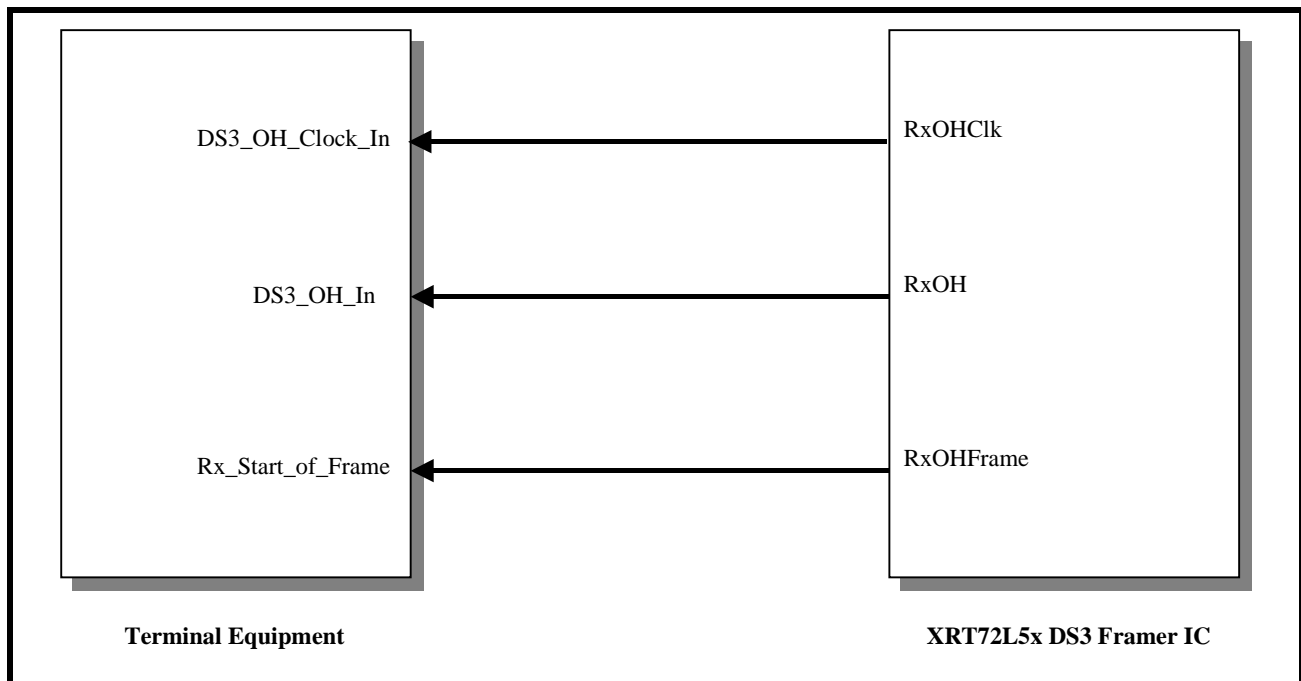 DS3_OH_Clock_In
RxOHClk
DS3_OH_In
RxOH
Rx_Start_of_Frame
RxOHFrame
Terminal Equipment
XRT72L5x DS3 Framer IC